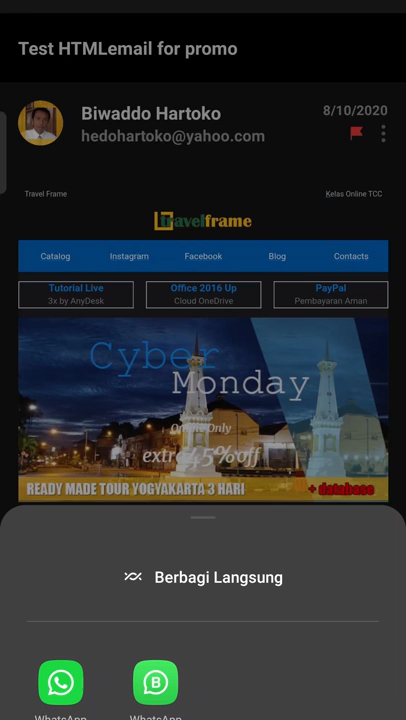 Test HTMLemail for promo
Biwaddo Hartoko
8/10/2020
hedohartoko@yahoo.com
Travel Frame
Kelas Online TCC
travelframe
Catalog Instagram Facebook Blog Contacts
Tutorial Live
3x by AnyDesk
Office 2016 Up
Cloud OneDrive
PayPal
Pembayaran Aman
Cyber
Monday
Online Only
extra 45% off
READY MADE TOUR YOGYAKARTA 3 HARI
+ database
Berbagi Langsung
WhatsApp WhatsApp